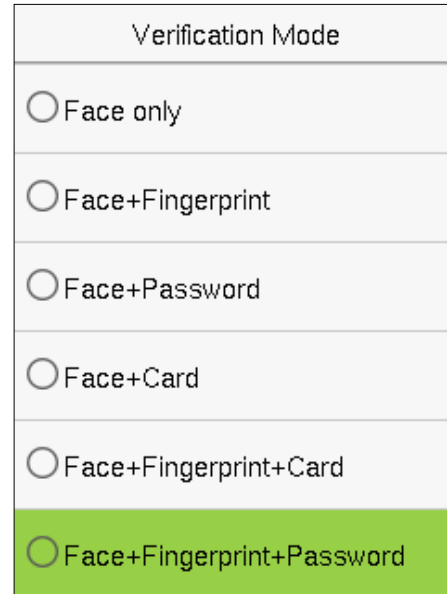 Verification Mode
Face only
Face+Fingerprint
Face+Password
Face+Card
Face+Fingerprint+Card
Face+Fingerprint+Password